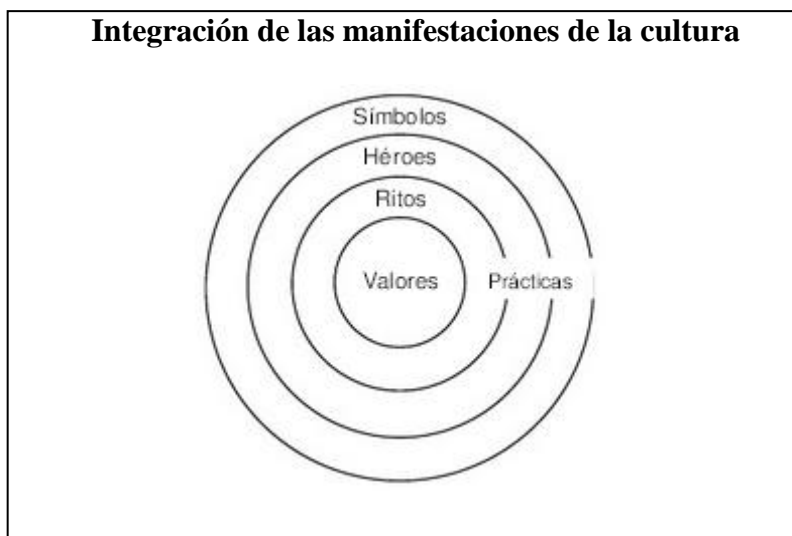 Integración de las manifestaciones de la cultura
Símbolos
Héroes
Ritos
Valores
Prácticas